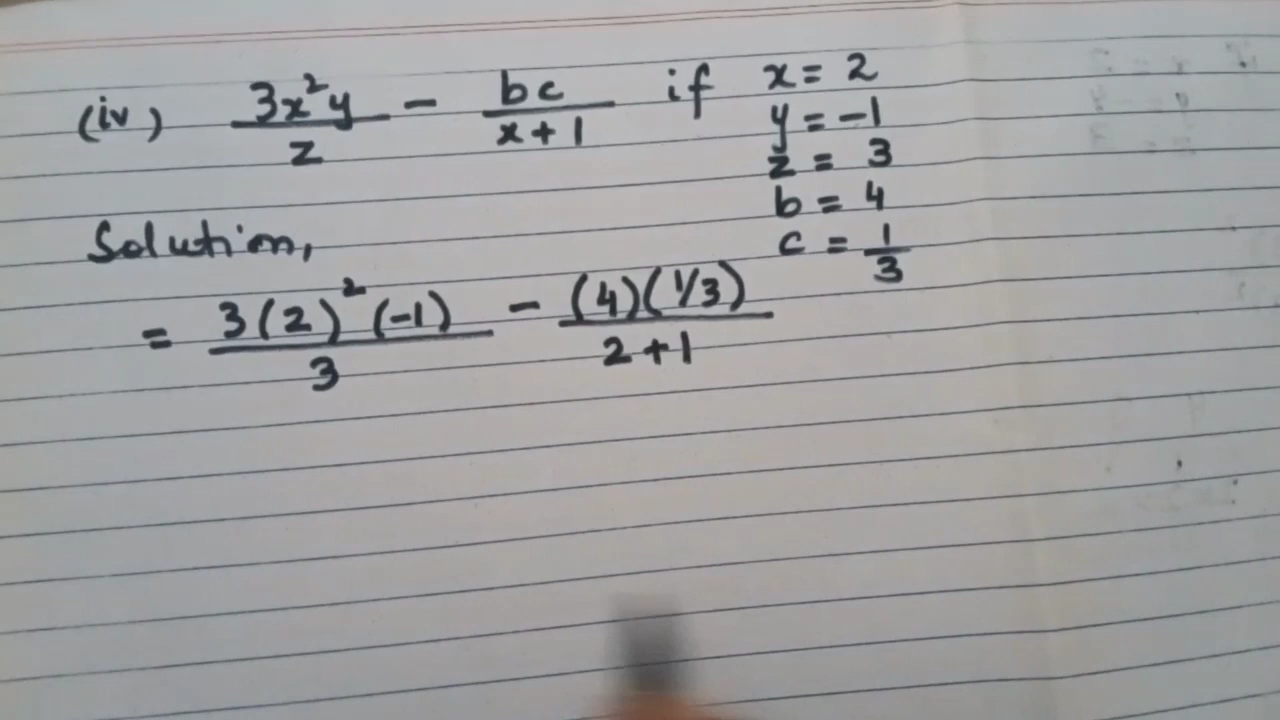 (iv) 3x²y/z - bc/x+1 if x = 2
y = -1
z = 3
b = 4
c = 1/3
Solution,
= 3(2)²(-1)/3 - (4)(1/3)/2+1